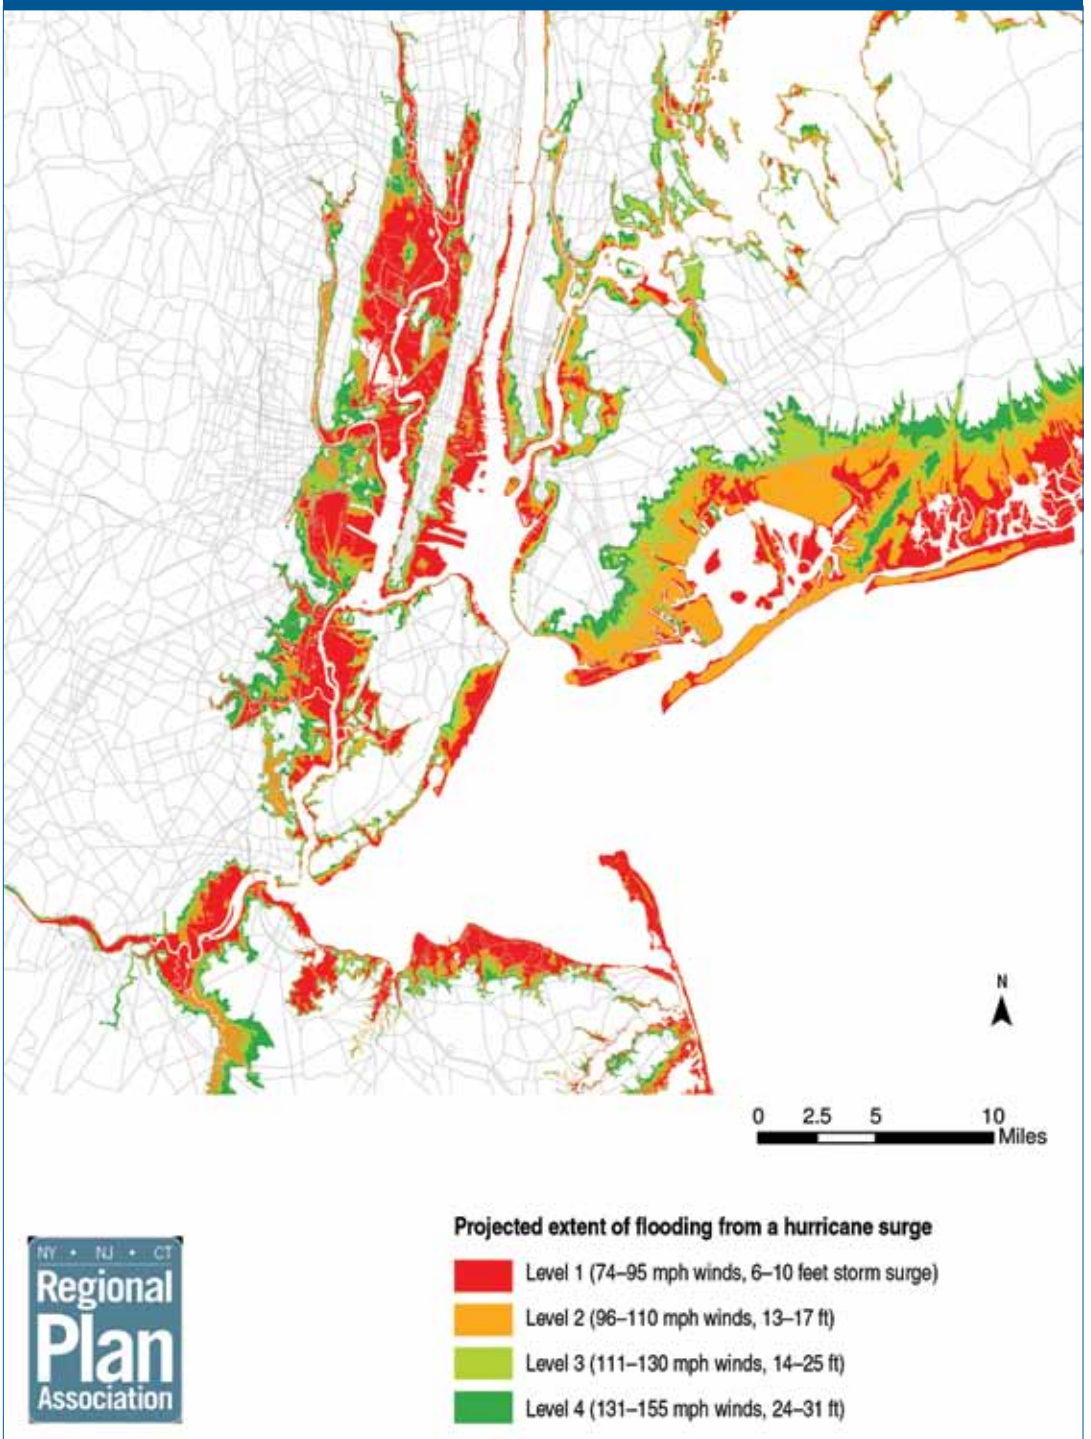 N
0 2.5 5 10
Miles
Projected extent of flooding from a hurricane surge
Level 1 (74–95 mph winds, 6–10 feet storm surge)
Level 2 (96–110 mph winds, 13–17 ft)
Level 3 (111–130 mph winds, 14–25 ft)
Level 4 (131–155 mph winds, 24–31 ft)
NY • NJ • CT
Regional
Plan
Association